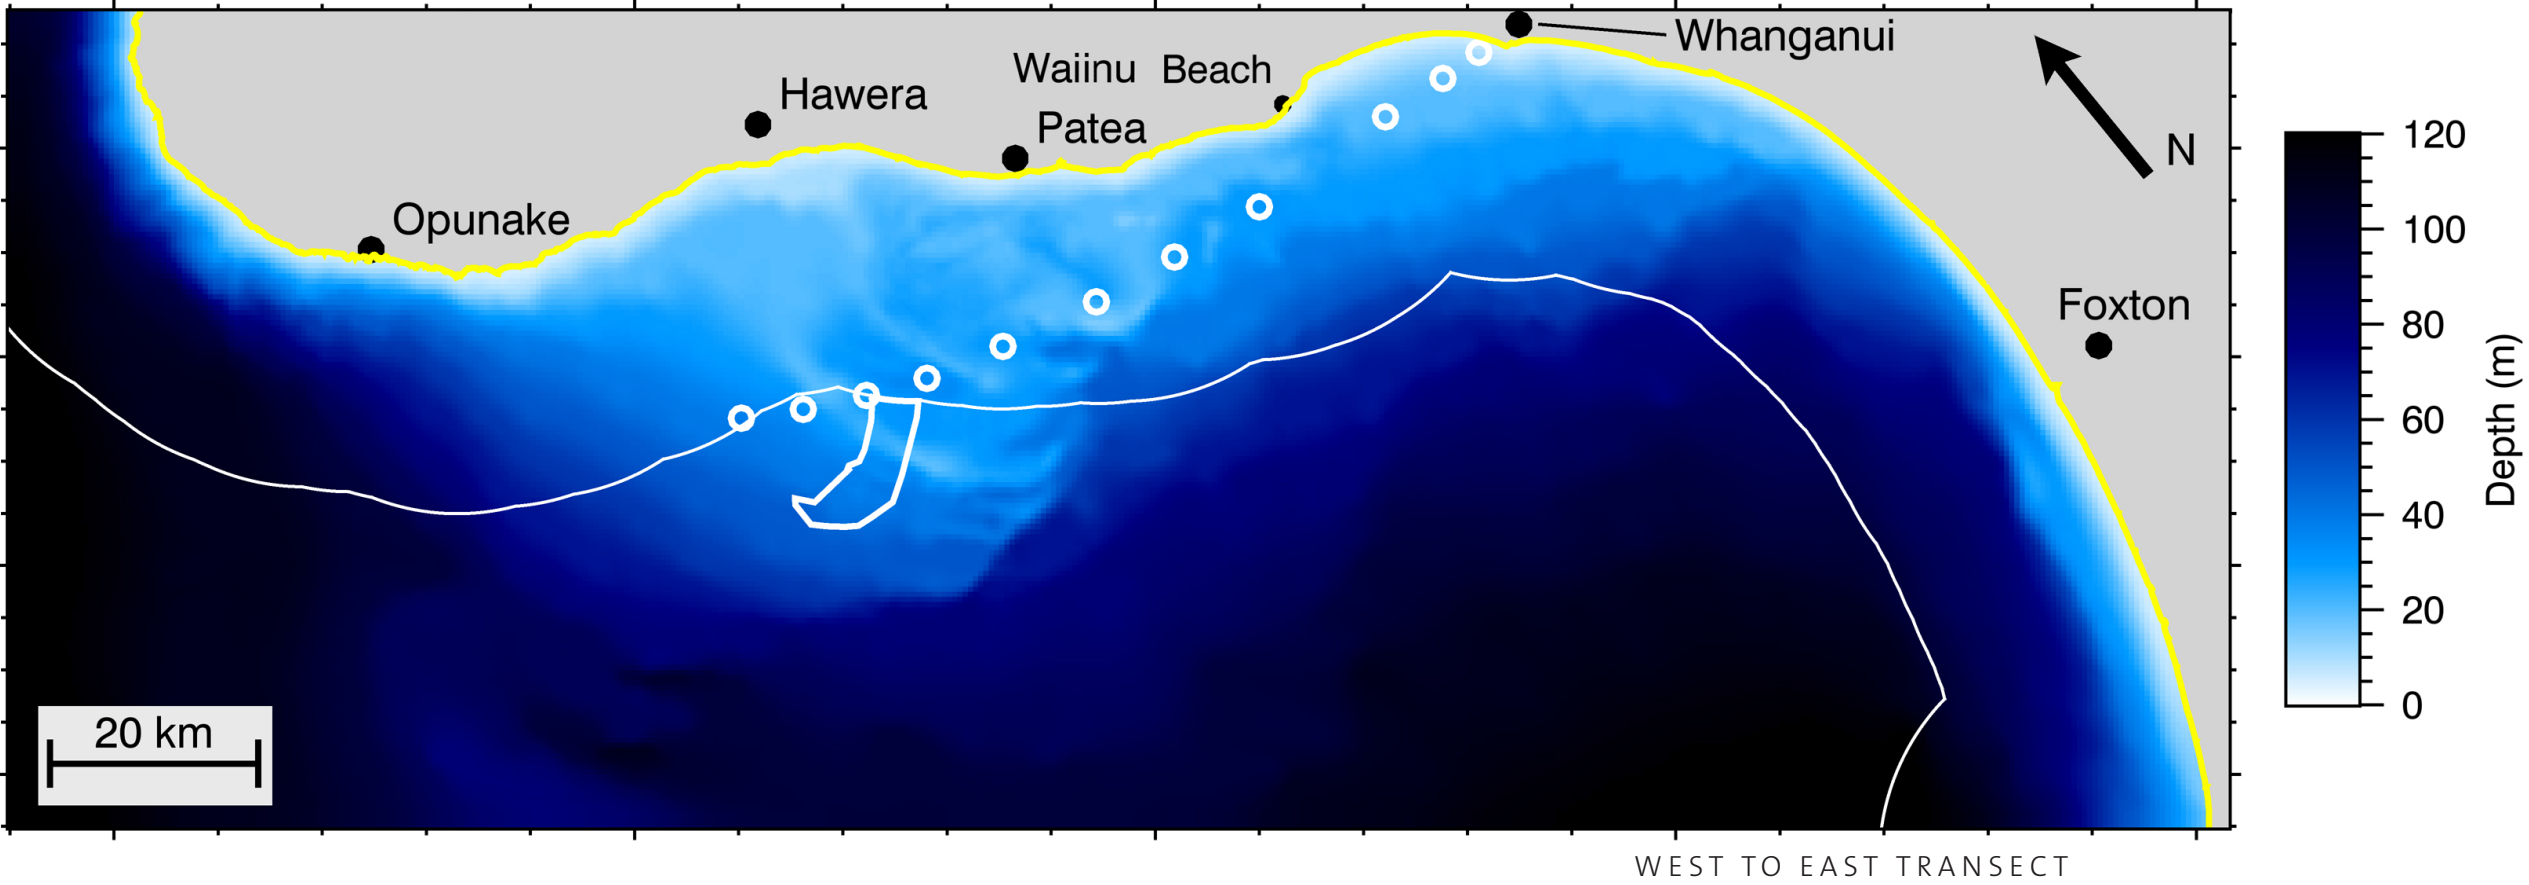 Whanganui
Waiinu Beach
Hawera
Patea
N
Opunake
Foxton
20 km
120
100
80
60
40
20
0
Depth (m)
WEST TO EAST TRANSECT